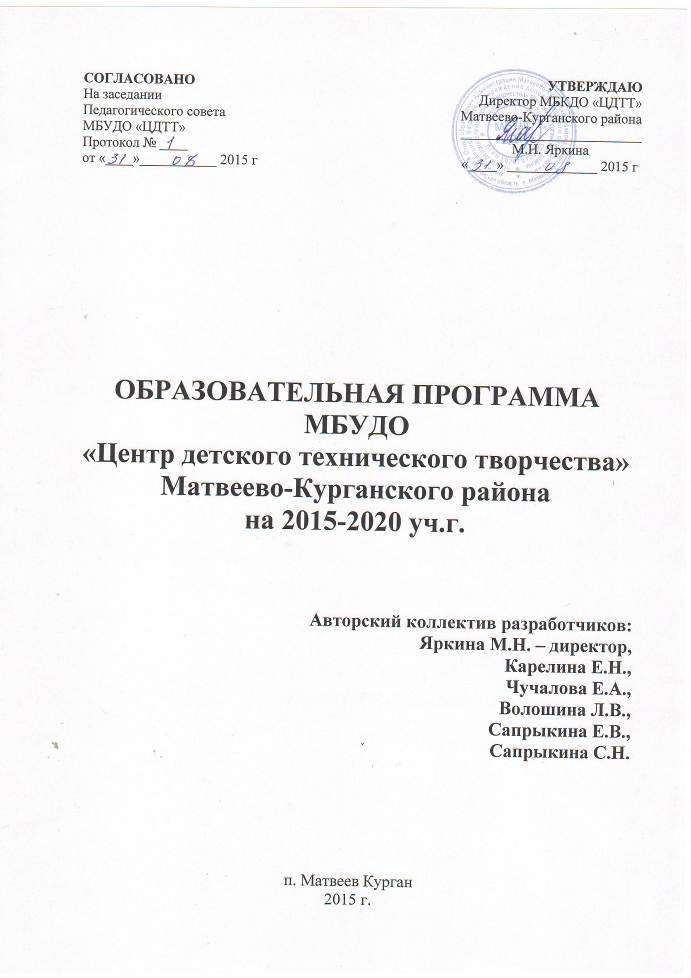 СОГЛАСОВАНО
На заседании
Педагогического совета
МБУДО «ЦДТТ»
Протокол № 1
от «31» 08 2015 г
УТВЕРЖДАЮ
Директор МБКДО «ЦДТТ»
Матвеево-Курганского района
М.Н. Яркина
«31» 08 2015 г
ОБРАЗОВАТЕЛЬНАЯ ПРОГРАММА
МБУДО
«Центр детского технического творчества»
Матвеево-Курганского района
на 2015-2020 уч.г.
Авторский коллектив разработчиков:
Яркина М.Н. – директор,
Карелина Е.Н.,
Чучалова Е.А.,
Волошина Л.В.,
Сапрыкина Е.В.,
Сапрыкина С.Н.
п. Матвеев Курган
2015 г.